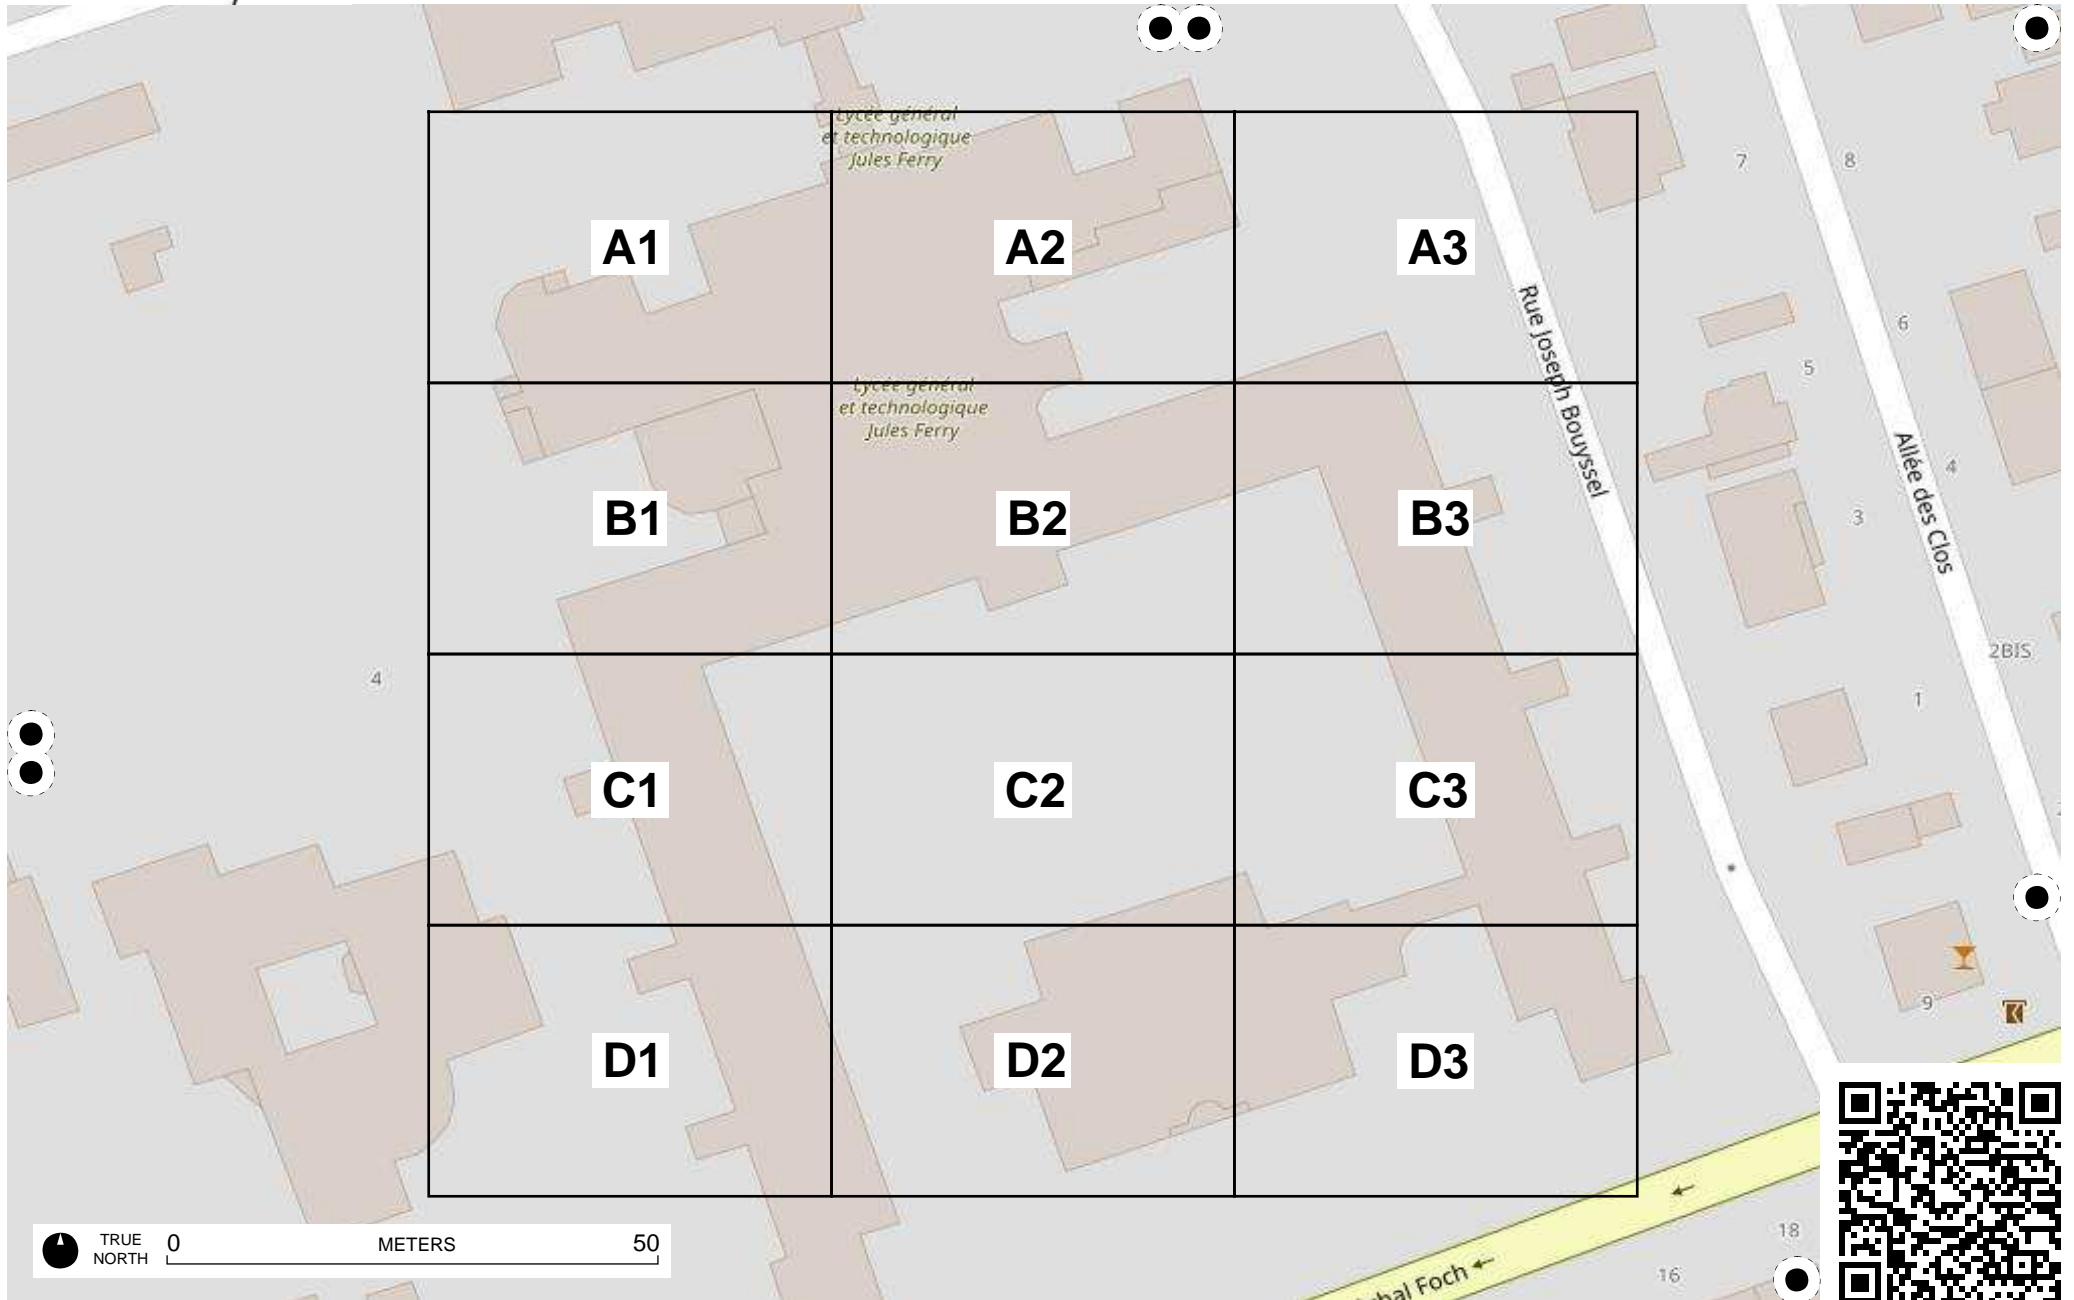 Lycée général
et technologique
Jules Ferry
A1
A2
A3
7
8
6
5
Rue Joseph Bouyssel
Lycée général
et technologique
Jules Ferry
Allée des Clos
4
B1
B2
B3
3
2BIS
4
1
C1
C2
C3
9
D1
D2
D3
TRUE
NORTH
0
METERS
50
18
16
Foch